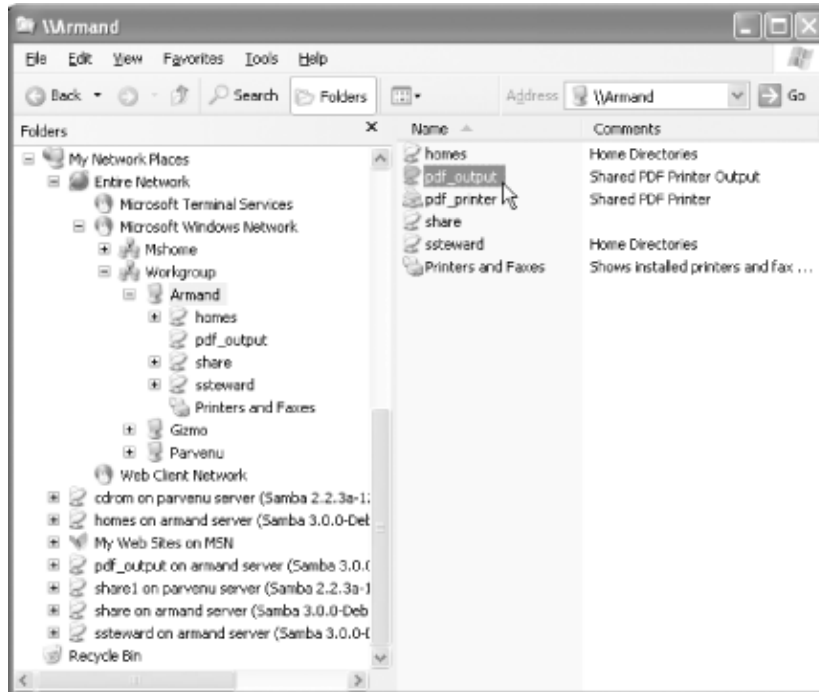 \\Armand
File Edit View Favorites Tools Help
Back Search Folders Address \\Armand Go
Folders
Name Comments
My Network Places
Entire Network
Microsoft Terminal Services
Microsoft Windows Network
Mshome
Workgroup
Armand
homes
pdf_output
share
ssteward
Printers and Faxes
Gizmo
Parvenu
Web Client Network
cdrom on parvenu server (Samba 2.2.3a-12
homes on armand server (Samba 3.0.0-Deb
My Web Sites on MSN
pdf_output on armand server (Samba 3.0.0
share1 on parvenu server (Samba 2.2.3a-1
share on armand server (Samba 3.0.0-Deb
ssteward on armand server (Samba 3.0.0-D
Recycle Bin
homes Home Directories
pdf_output Shared PDF Printer Output
pdf_printer Shared PDF Printer
share
ssteward Home Directories
Printers and Faxes Shows installed printers and fax ...